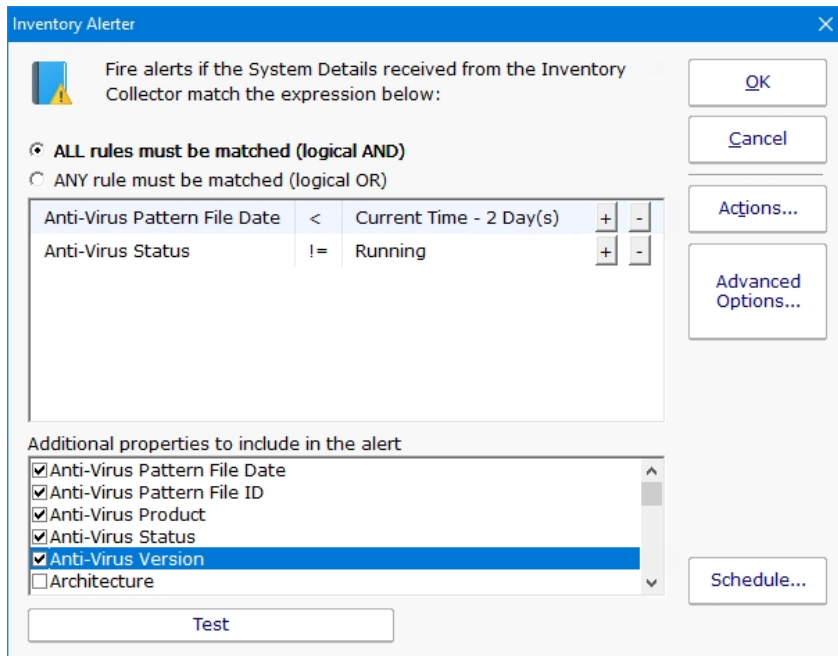 Inventory Alerter
Fire alerts if the System Details received from the Inventory
Collector match the expression below:
OK
Cancel
ALL rules must be matched (logical AND)
ANY rule must be matched (logical OR)
Actions...
Anti-Virus Pattern File Date < Current Time - 2 Day(s) + -
Anti-Virus Status != Running + -
Advanced
Options...
Additional properties to include in the alert
Anti-Virus Pattern File Date
Anti-Virus Pattern File ID
Anti-Virus Product
Anti-Virus Status
Anti-Virus Version
Architecture
Schedule...
Test